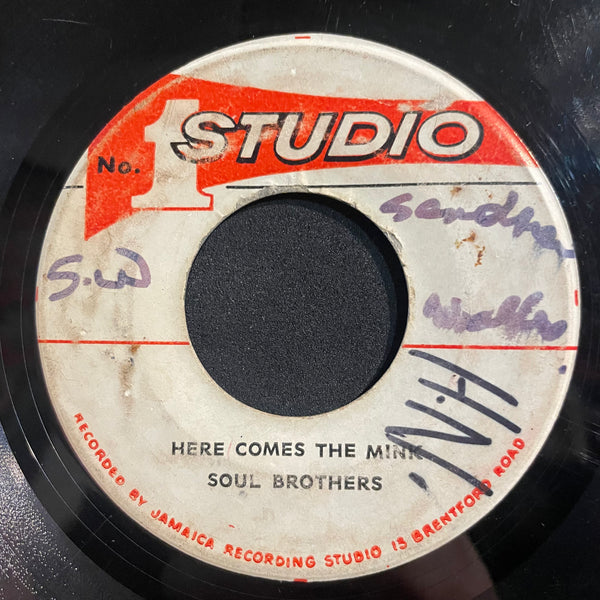 No. 1 STUDIO
S.W
N.H
HERE COMES THE MINK
SOUL BROTHERS
RECORDED BY JAMAICA RECORDING STUDIO 13 BRENTFORD ROAD